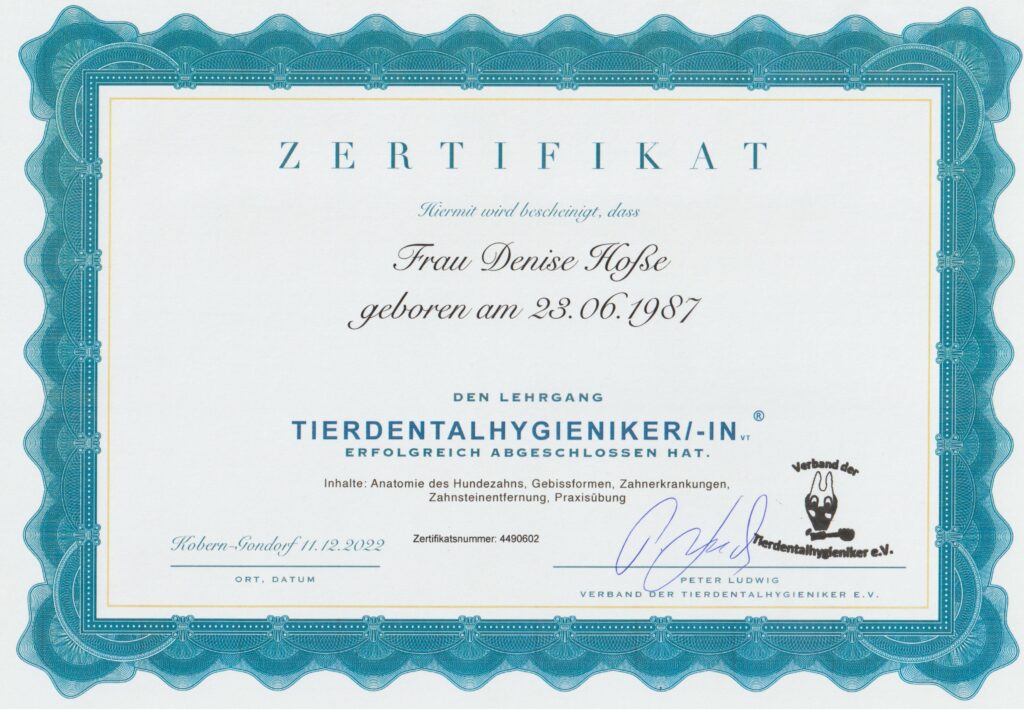 ZERTIFIKAT
Hiermit wird bescheinigt, dass
Frau Denise Hoße
geboren am 23.06.1987
DEN LEHRGANG
TIERDENTALHYGIENIKER/-IN VT ®
ERFOLGREICH ABGESCHLOSSEN HAT.
Inhalte: Anatomie des Hundezahns, Gebissformen, Zahnerkrankungen,
Zahnsteinentfernung, Praxisübung
Verband der
Tierdentalhygieniker e.V.
Kobern-Gondorf 11.12.2022
Zertifikatsnummer: 4490602
ORT, DATUM
PETER LUDWIG
VERBAND DER TIERDENTALHYGIENIKER E.V.